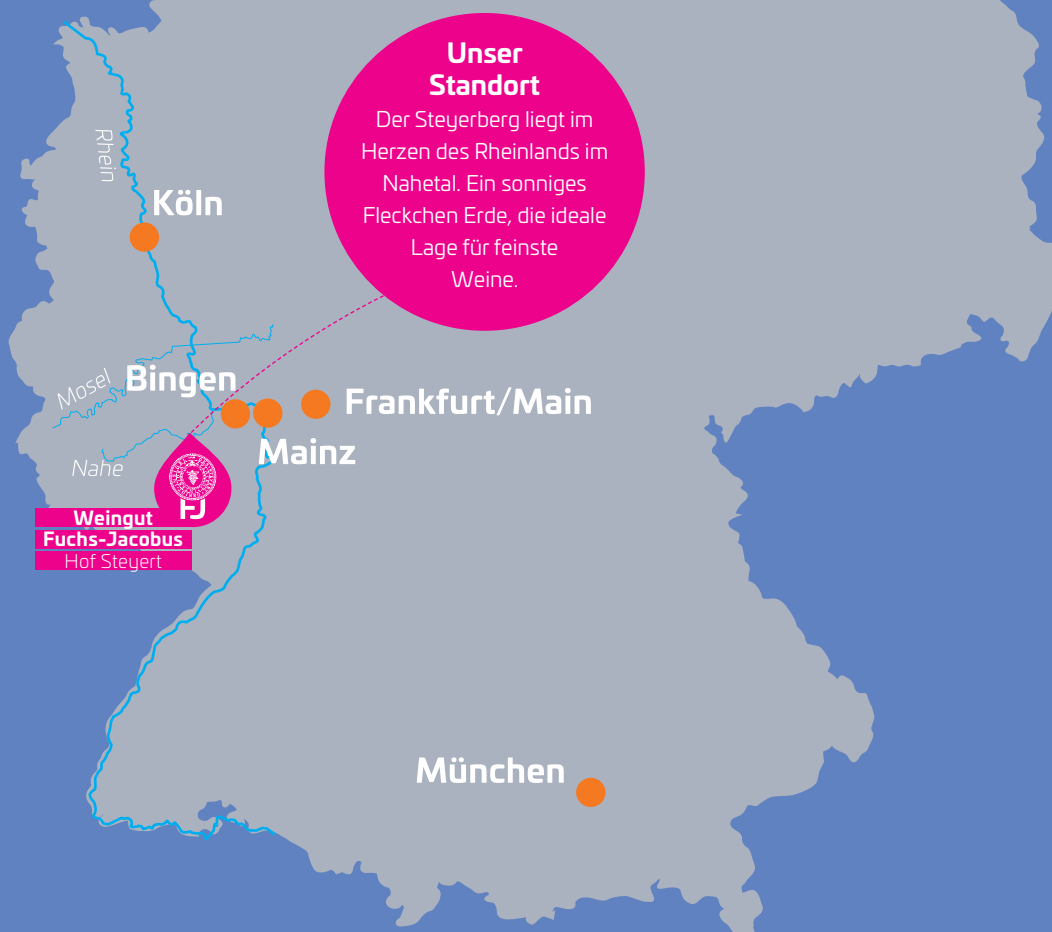 Unser
Standort
Der Steyerberg liegt im
Herzen des Rheinlands im
Nahetal. Ein sonniges
Fleckchen Erde, die ideale
Lage für feinste
Weine.
Rhein
Köln
Mosel
Bingen
Frankfurt/Main
Mainz
Nahe
FJ
Weingut
Fuchs-Jacobus
Hof Steyert
München